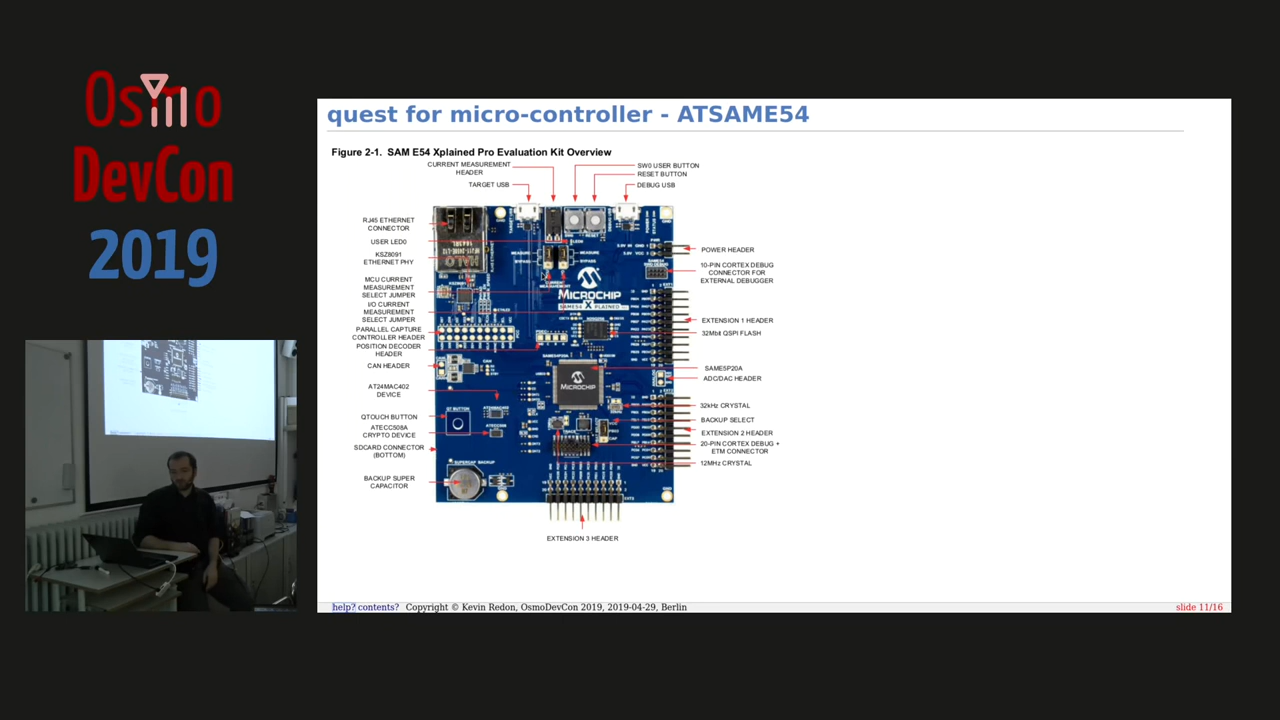 Osmo
DevCon
2019
quest for micro-controller - ATSAME54
Figure 2-1. SAM E54 Xplained Pro Evaluation Kit Overview
CURRENT MEASUREMENT
HEADER
TARGET USB
SW0 USER BUTTON
RESET BUTTON
DEBUG USB
RJ45 ETHERNET
CONNECTOR
USER LED0
KSZ8091
ETHERNET PHY
MCU CURRENT
MEASUREMENT
SELECT JUMPER
I/O CURRENT
MEASUREMENT
SELECT JUMPER
PARALLEL CAPTURE
CONTROLLER HEADER
POSITION DECODER
HEADER
CAN HEADER
AT24MAC402
DEVICE
QTOUCH BUTTON
ATECC508A
CRYPTO DEVICE
SDCARD CONNECTOR
(BOTTOM)
BACKUP SUPER
CAPACITOR
POWER HEADER
10-PIN CORTEX DEBUG
CONNECTOR FOR
EXTERNAL DEBUGGER
EXTENSION 1 HEADER
32Mbit QSPI FLASH
SAME5P20A
ADC/DAC HEADER
32kHz CRYSTAL
BACKUP SELECT
EXTENSION 2 HEADER
20-PIN CORTEX DEBUG +
ETM CONNECTOR
12MHz CRYSTAL
EXTENSION 3 HEADER
MICROCHIP
MICROCHIP
SUPERCAP BACKUP
help? contents? Copyright © Kevin Redon, OsmoDevCon 2019, 2019-04-29, Berlin
slide 11/16